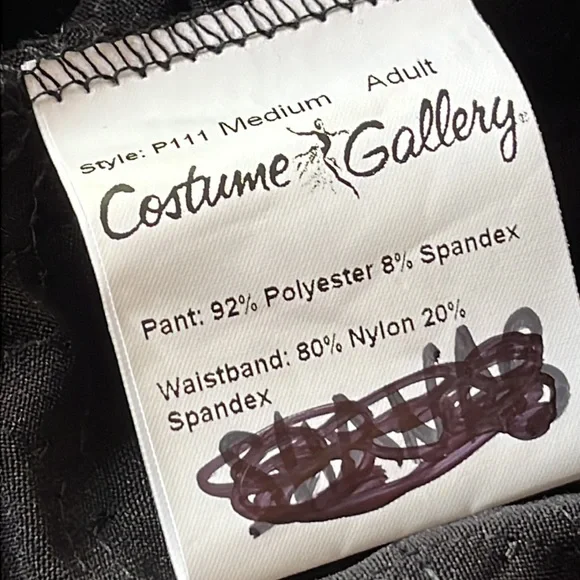 Style: P111 Medium Adult
Costume Gallery®
Pant: 92% Polyester 8% Spandex
Waistband: 80% Nylon 20%
Spandex